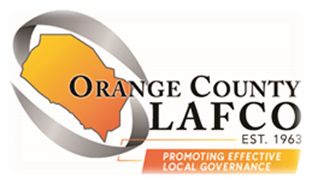 ORANGE COUNTY
LAFCO
EST. 1963
PROMOTING EFFECTIVE
LOCAL GOVERNANCE